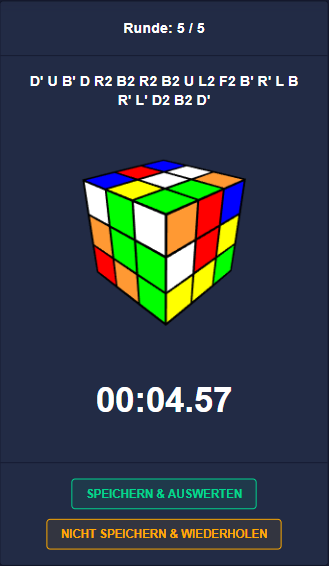 Runde: 5 / 5
D' U B' D R2 B2 R2 B2 U L2 F2 B' R' L B
R' L' D2 B2 D'
00:04.57
SPEICHERN & AUSWERTEN
NICHT SPEICHERN & WIEDERHOLEN